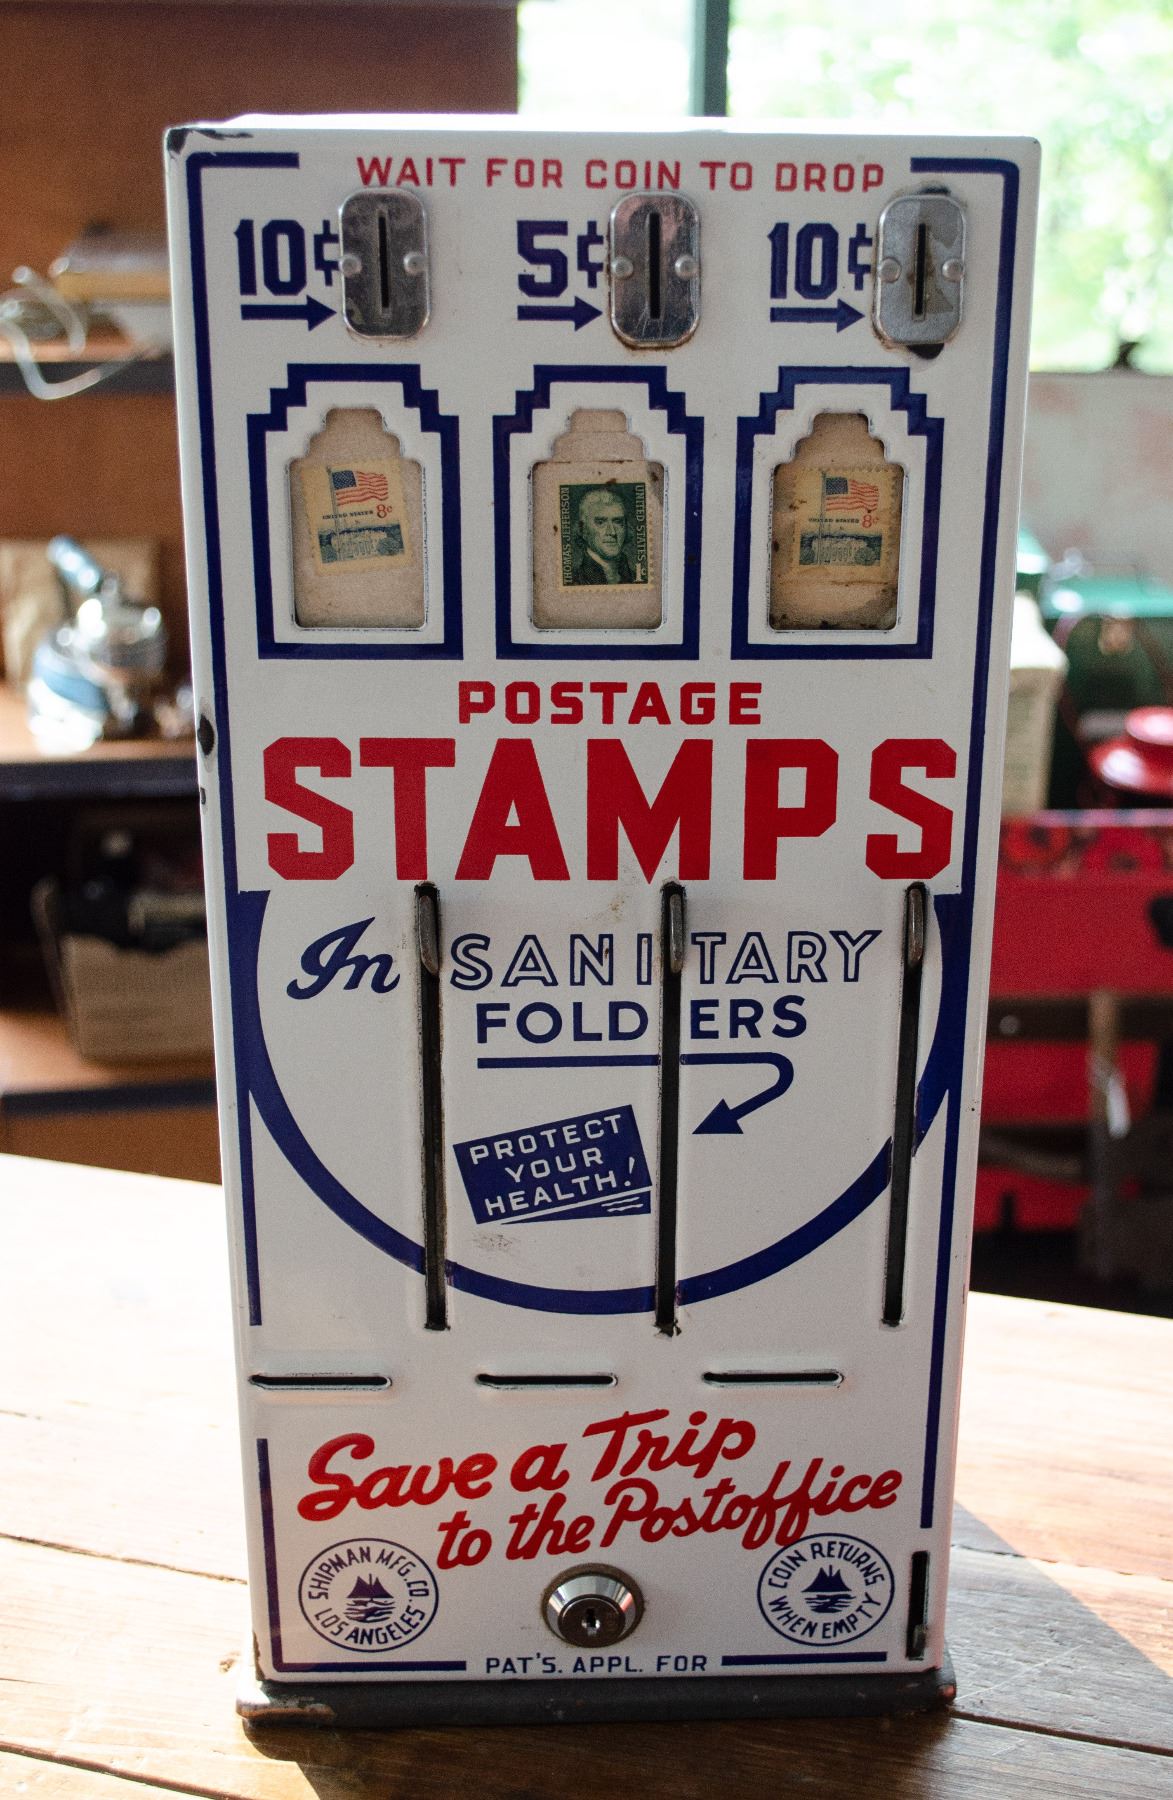 WAIT FOR COIN TO DROP
10¢ 5¢ 10¢
UNITED STATES 8c
THOMAS JEFFERSON
UNITED STATES
1c
UNITED STATES 8c
POSTAGE
STAMPS
In SANITARY
FOLDERS
PROTECT
YOUR
HEALTH!
Save a Trip
to the Postoffice
SHIPMAN MFG. CO.
LOS ANGELES
COIN RETURNS
WHEN EMPTY
PAT'S. APPL. FOR